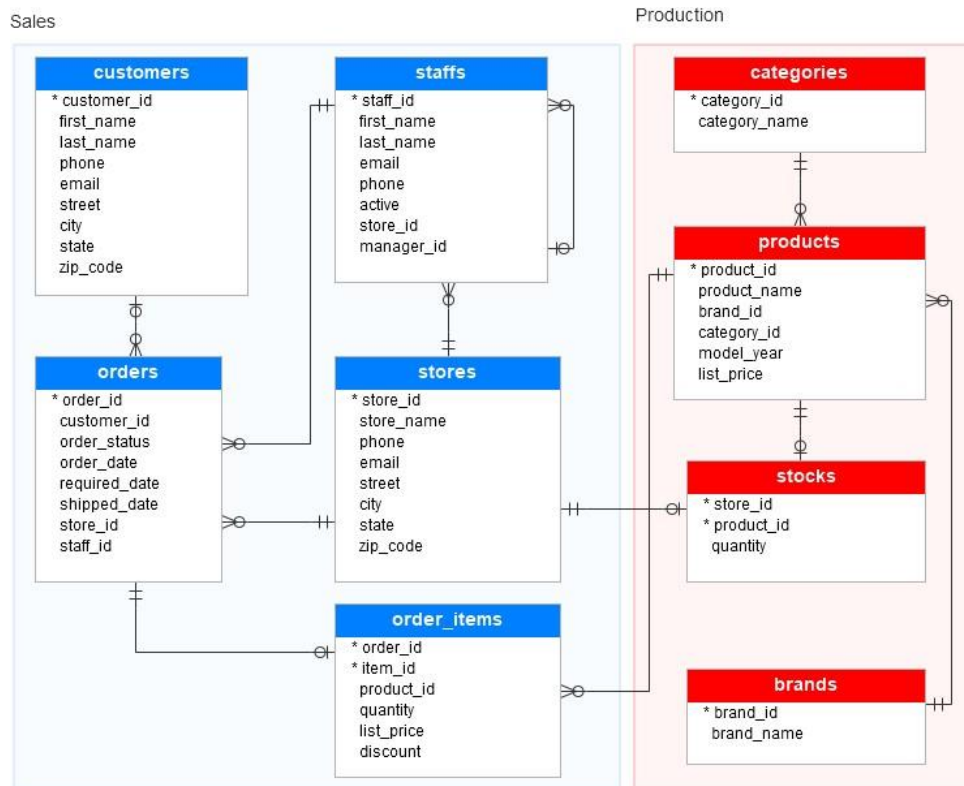 Sales
customers
* customer_id
first_name
last_name
phone
email
street
city
state
zip_code
staffs
* staff_id
first_name
last_name
email
phone
active
store_id
manager_id
orders
* order_id
customer_id
order_status
order_date
required_date
shipped_date
store_id
staff_id
stores
* store_id
store_name
phone
email
street
city
state
zip_code
order_items
* order_id
* item_id
product_id
quantity
list_price
discount
Production
categories
* category_id
category_name
products
* product_id
product_name
brand_id
category_id
model_year
list_price
stocks
* store_id
* product_id
quantity
brands
* brand_id
brand_name